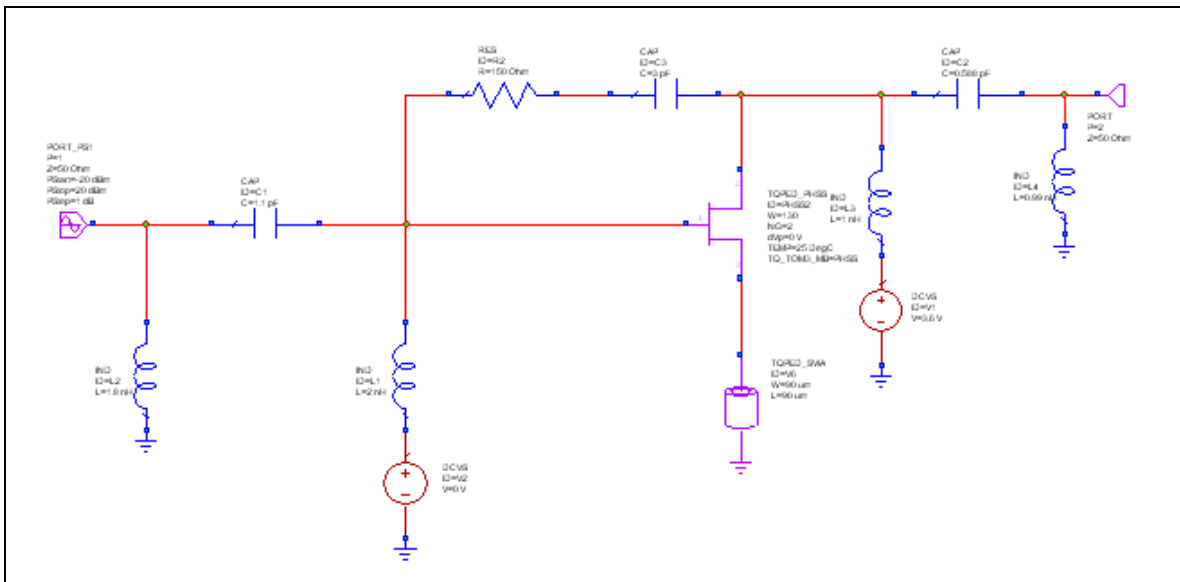 RES
ID=R2
R=150 Ohm
CAP
ID=C3
C=3 pF
CAP
ID=C2
C=0.588 pF
PORT_PS1
P=1
Z=50 Ohm
PStart=-20 dBm
PStop=20 dBm
PStep=1 dB
CAP
ID=C1
C=1.1 pF
PORT
P=2
Z=50 Ohm
IND
ID=L4
L=0.99 nH
TQPED_PHSS
ID=PHSS2
W=130
NG=2
dVp=0 V
TEMP=25 DegC
TQ_TOM3_MB=PHSS
IND
ID=L3
L=1 nH
DCVS
ID=V1
V=3.6 V
IND
ID=L2
L=1.8 nH
IND
ID=L1
L=2 nH
TQPED_SVIA
ID=V6
W=90 um
L=90 um
DCVS
ID=V2
V=0 V